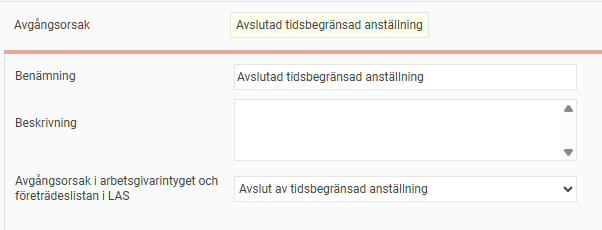 Avgångsorsak Avslutad tidsbegränsad anställning
Benämning Avslutad tidsbegränsad anställning
Beskrivning
Avgångsorsak i arbetsgivarintyget och
företrädeslistan i LAS
Avslut av tidsbegränsad anställning